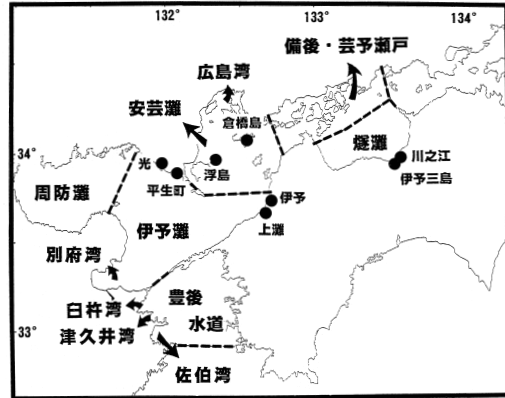 132
133
134
備後・芸予瀬戸
広島湾
安芸灘
倉橋島
燧灘
川之江
34°
光
伊予三島
周防灘
平生町
浮島
伊予
伊予灘
上灘
別府湾
豊後
臼杵湾
水道
津久井湾
33°
佐伯湾